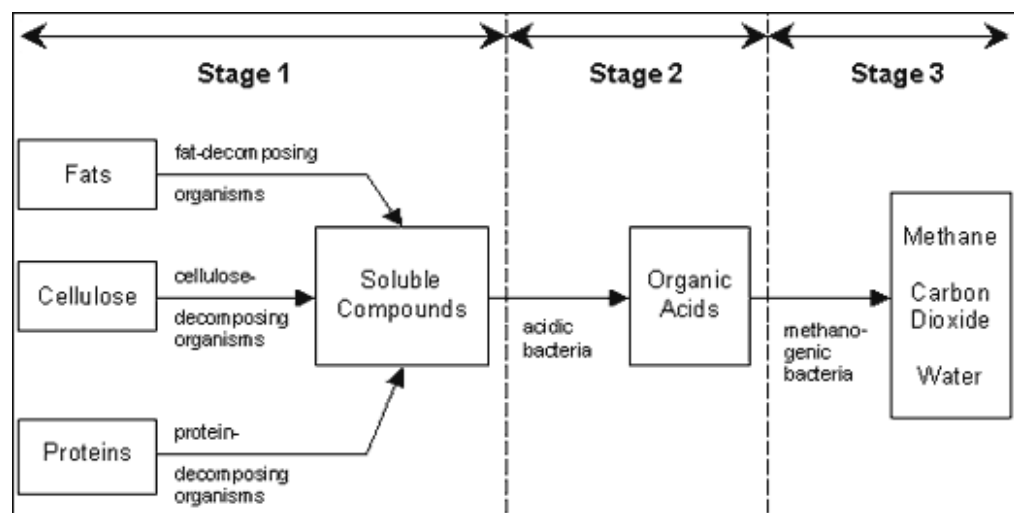 Stage 1
Stage 2
Stage 3
Fats
fat-decomposing
organisms
Cellulose
cellulose-
decomposing
organisms
Proteins
protein-
decomposing
organisms
Soluble
Compounds
acidic
bacteria
Organic
Acids
methano-
genic
bacteria
Methane
Carbon
Dioxide
Water